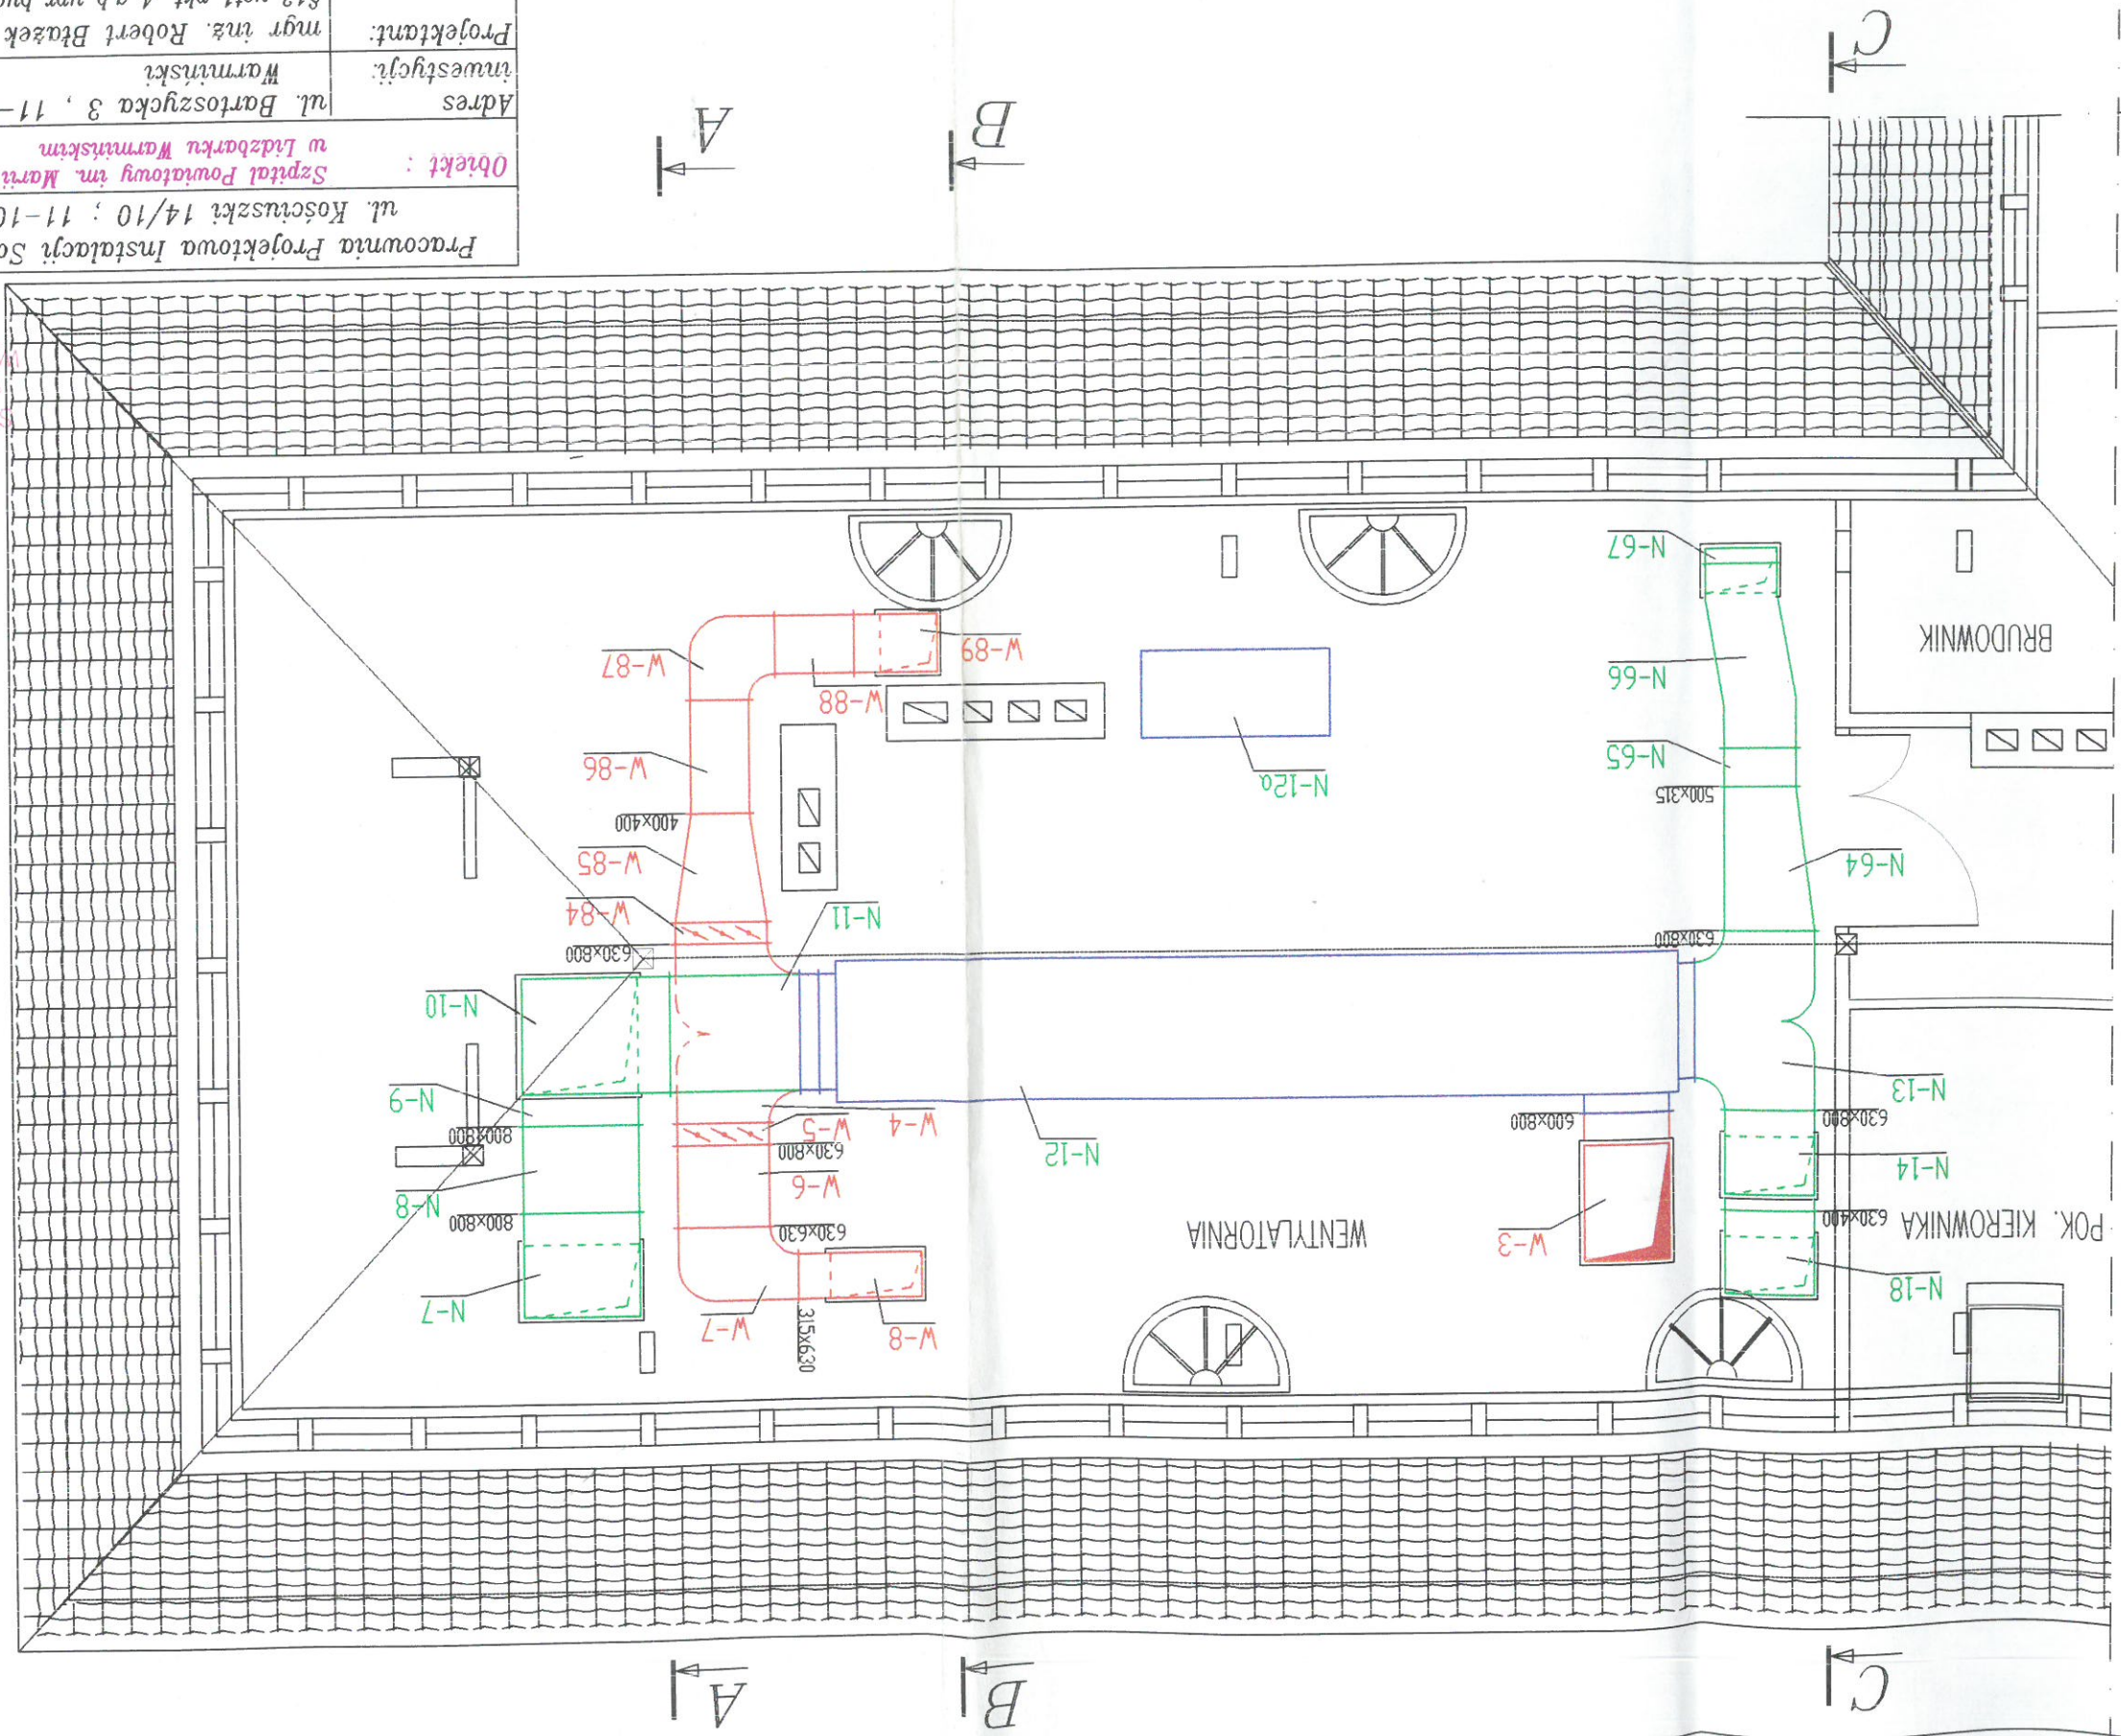 C
B
A
N-18
W-8
W-7
N-7
315x630
POK. KIEROWNIKA
630x400
W-3
WENTYLATORNIA
630x630
800x800
N-8
N-14
W-6
630x800
N-12
630x800
600x800
W-4
W-5
800x800
N-13
N-9
N-10
630x800
630x800
N-11
W-84
N-64
W-85
500x315
400x400
N-65
N-12a
W-86
N-66
W-88
W-87
BRUDOWNIK
W-89
N-67
Pracownia Projektowa Instalacji
ul. Kościuszki 14/10 ; 11-10
Obiekt : Szpital Powiatowy im. Marii
w Lidzbarku Warmińskim
Adres ul. Bartoszycka 3 , 11-
inwestycji: Warmiński
Projektant: mgr inż. Robert Błażek
B
A
C